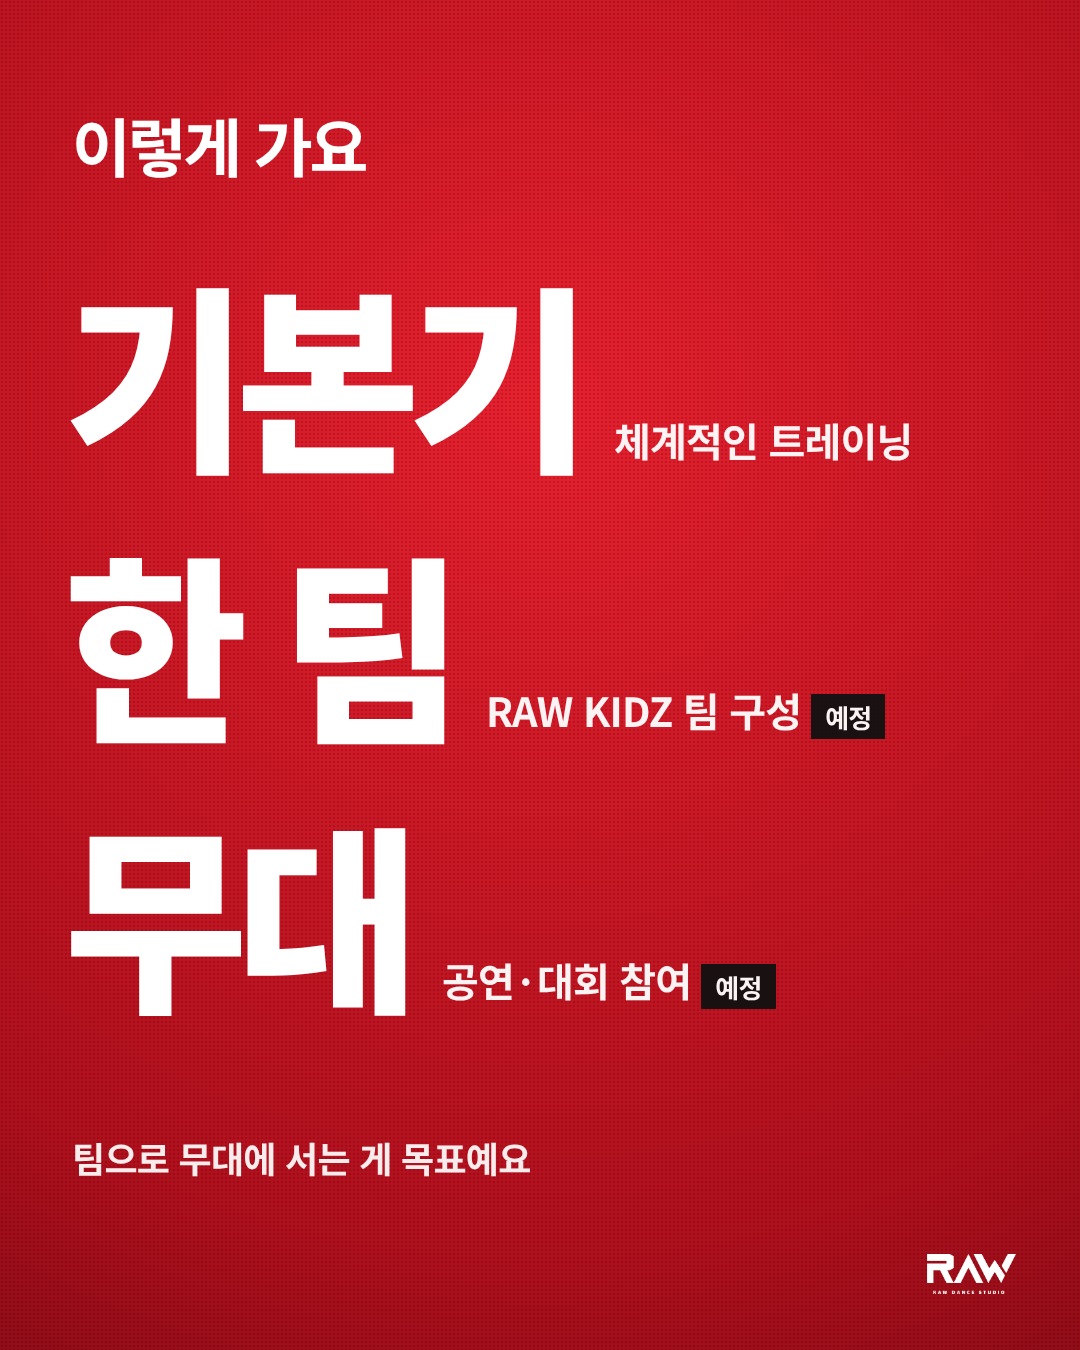 이렇게 가요
기본기 체계적인 트레이닝
한 팀 RAW KIDZ 팀 구성 예정
무대 공연·대회 참여 예정
팀으로 무대에 서는 게 목표예요
RAW
RAW DANCE STUDIO